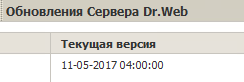 Обновления Сервера Dr.Web
Текущая версия
11-05-2017 04:00:00